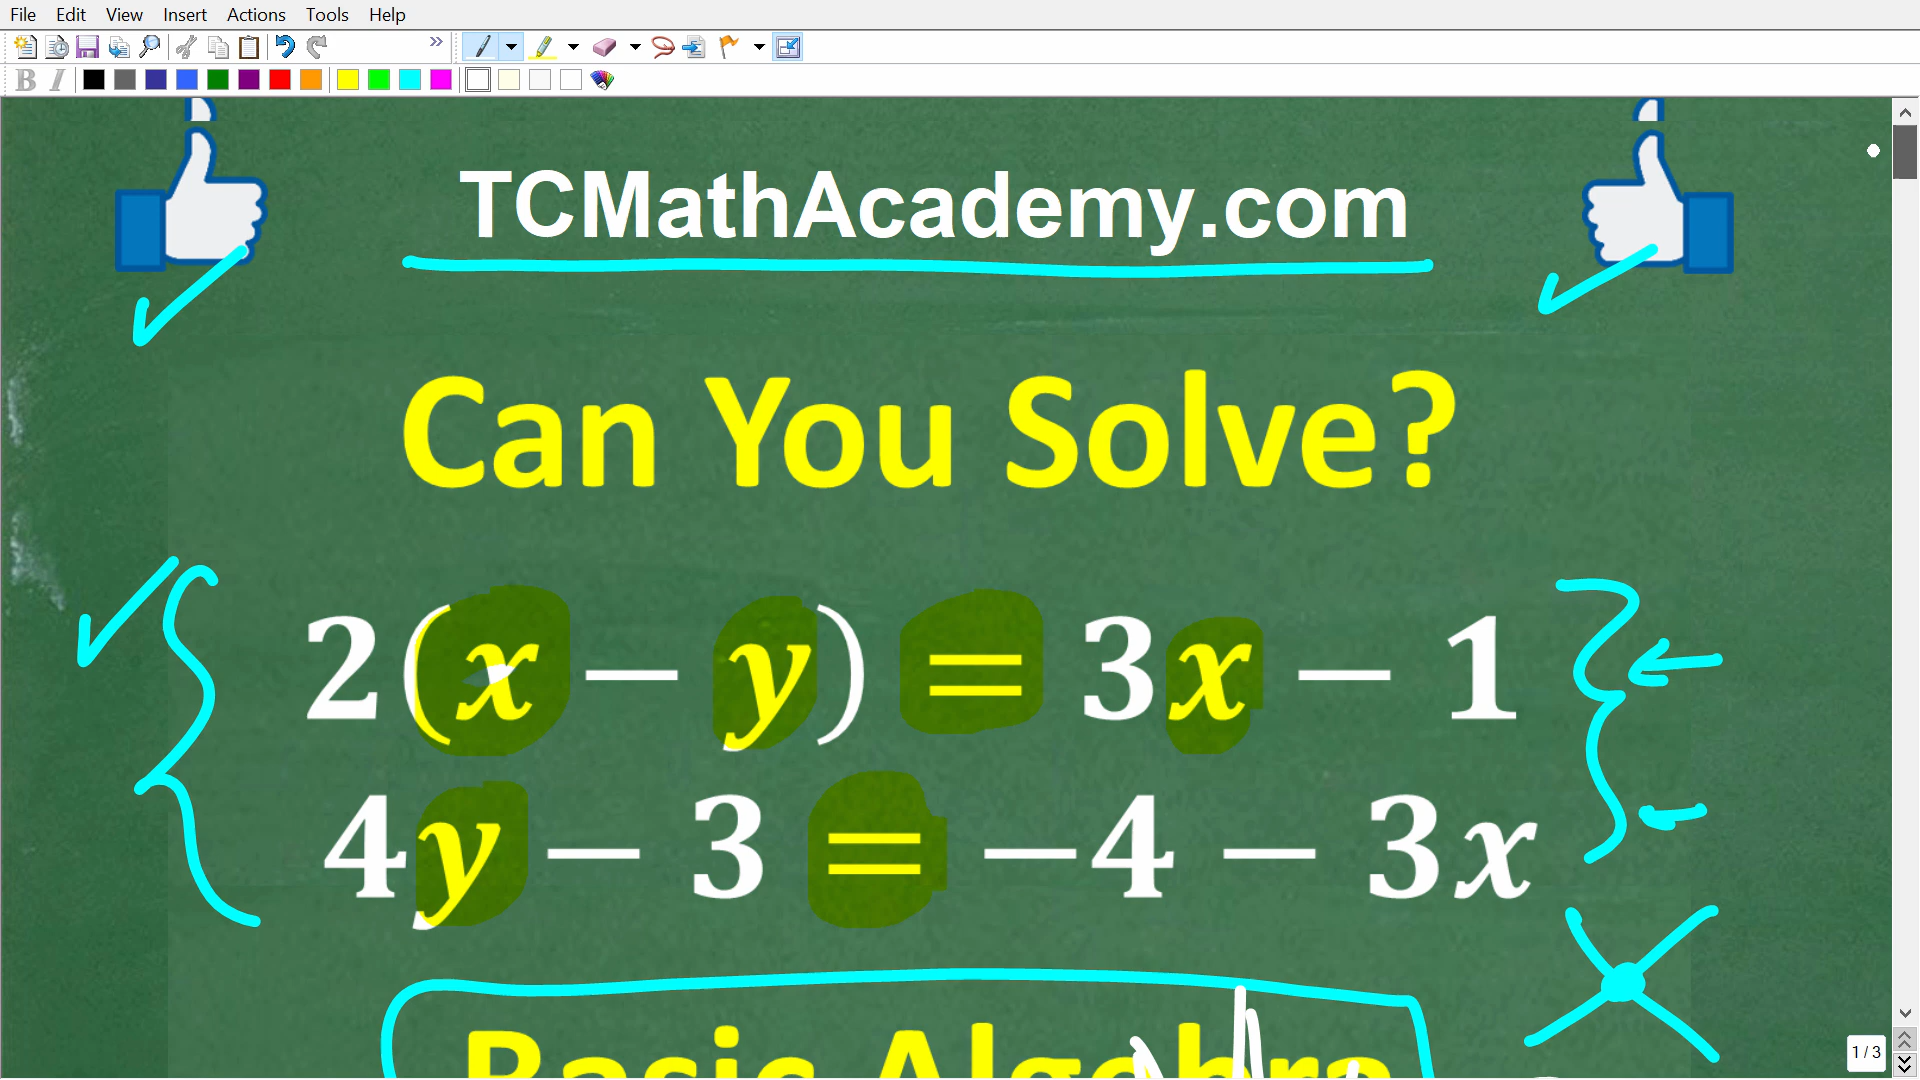 File Edit View Insert Actions Tools Help
B I
TCMathAcademy.com
Can You Solve?
2(x − y) = 3x − 1
4y − 3 = −4 − 3x
Basic Algebra
1 / 3